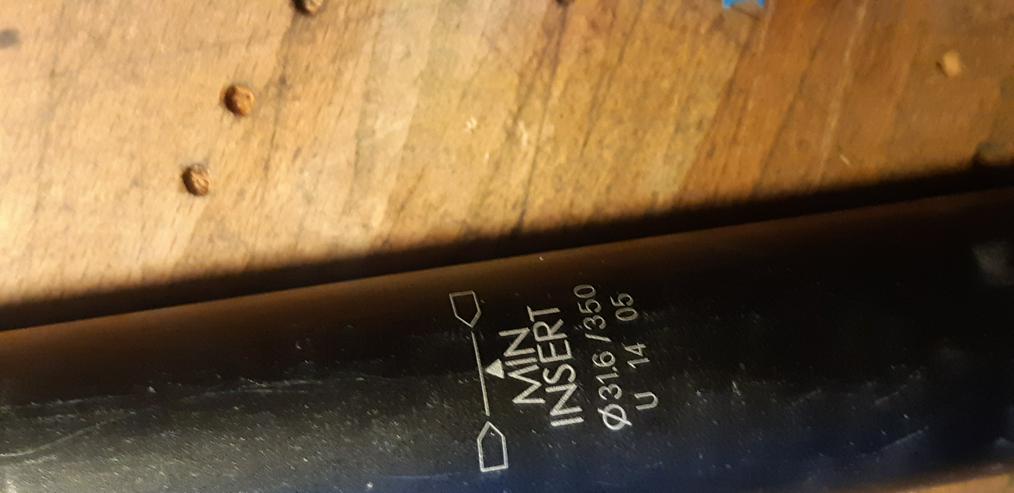 MIN
INSERT
Ø31.6 /350
U 14 05